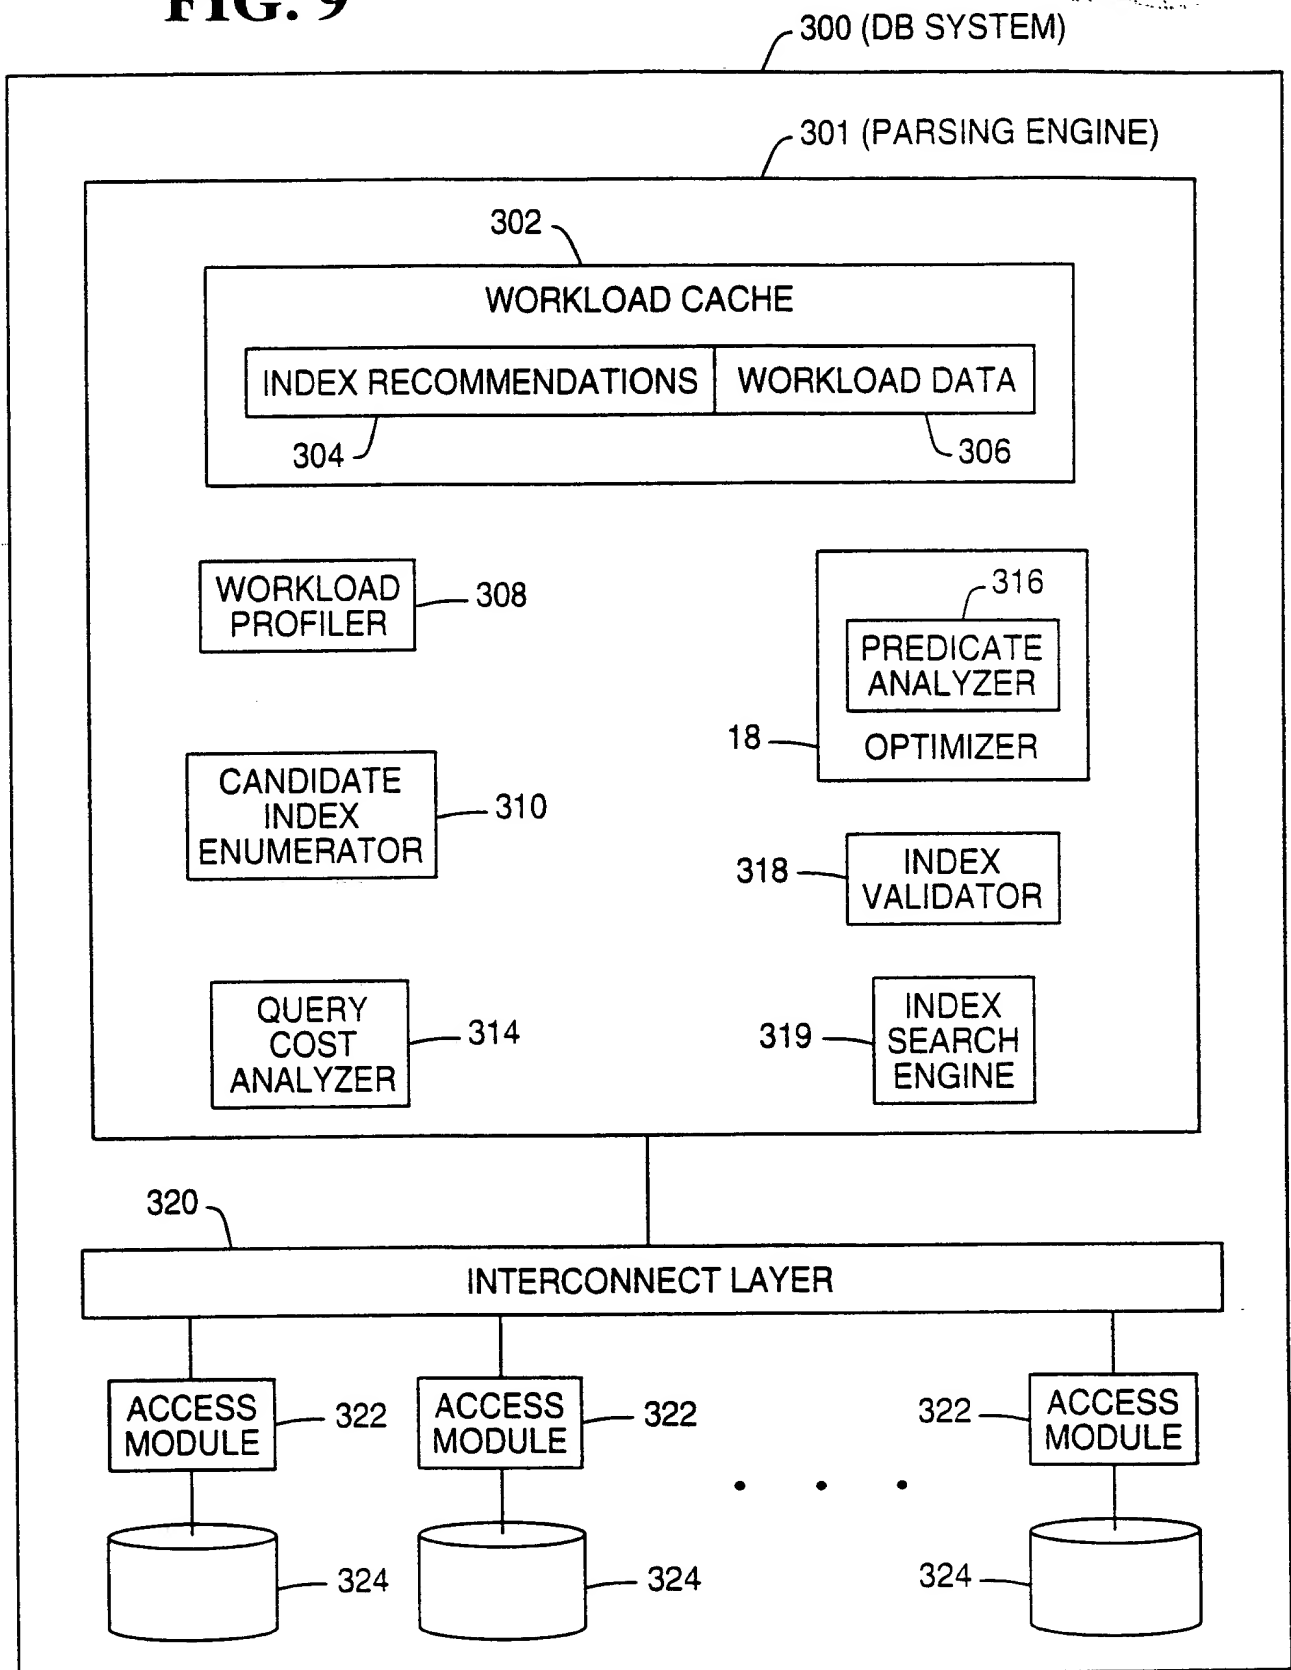 FIG. 9
300 (DB SYSTEM)
301 (PARSING ENGINE)
302
WORKLOAD CACHE
INDEX RECOMMENDATIONS
WORKLOAD DATA
304
306
WORKLOAD
PROFILER
308
316
PREDICATE
ANALYZER
18
OPTIMIZER
CANDIDATE
INDEX
ENUMERATOR
310
318
INDEX
VALIDATOR
QUERY
COST
ANALYZER
314
319
INDEX
SEARCH
ENGINE
320
INTERCONNECT LAYER
ACCESS
MODULE
322
ACCESS
MODULE
322
322
ACCESS
MODULE
. . .
324
324
324